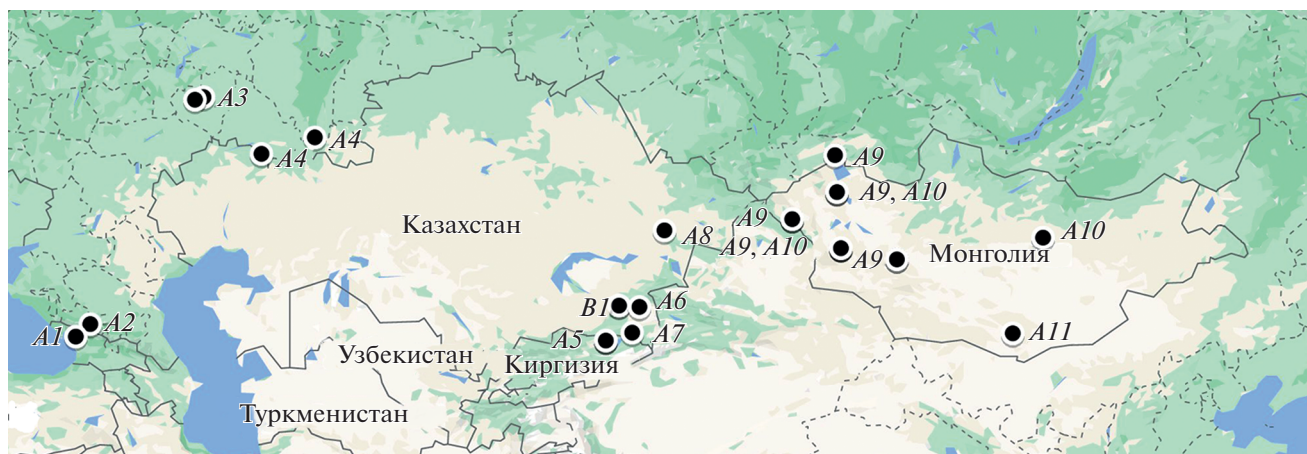 A3
A4
A4
A9
A9, A10
A9
Казахстан
A8
A9, A10
A9
Монголия
A10
B1
A6
A1
A2
A5
A7
A11
Узбекистан
Киргизия
Туркменистан